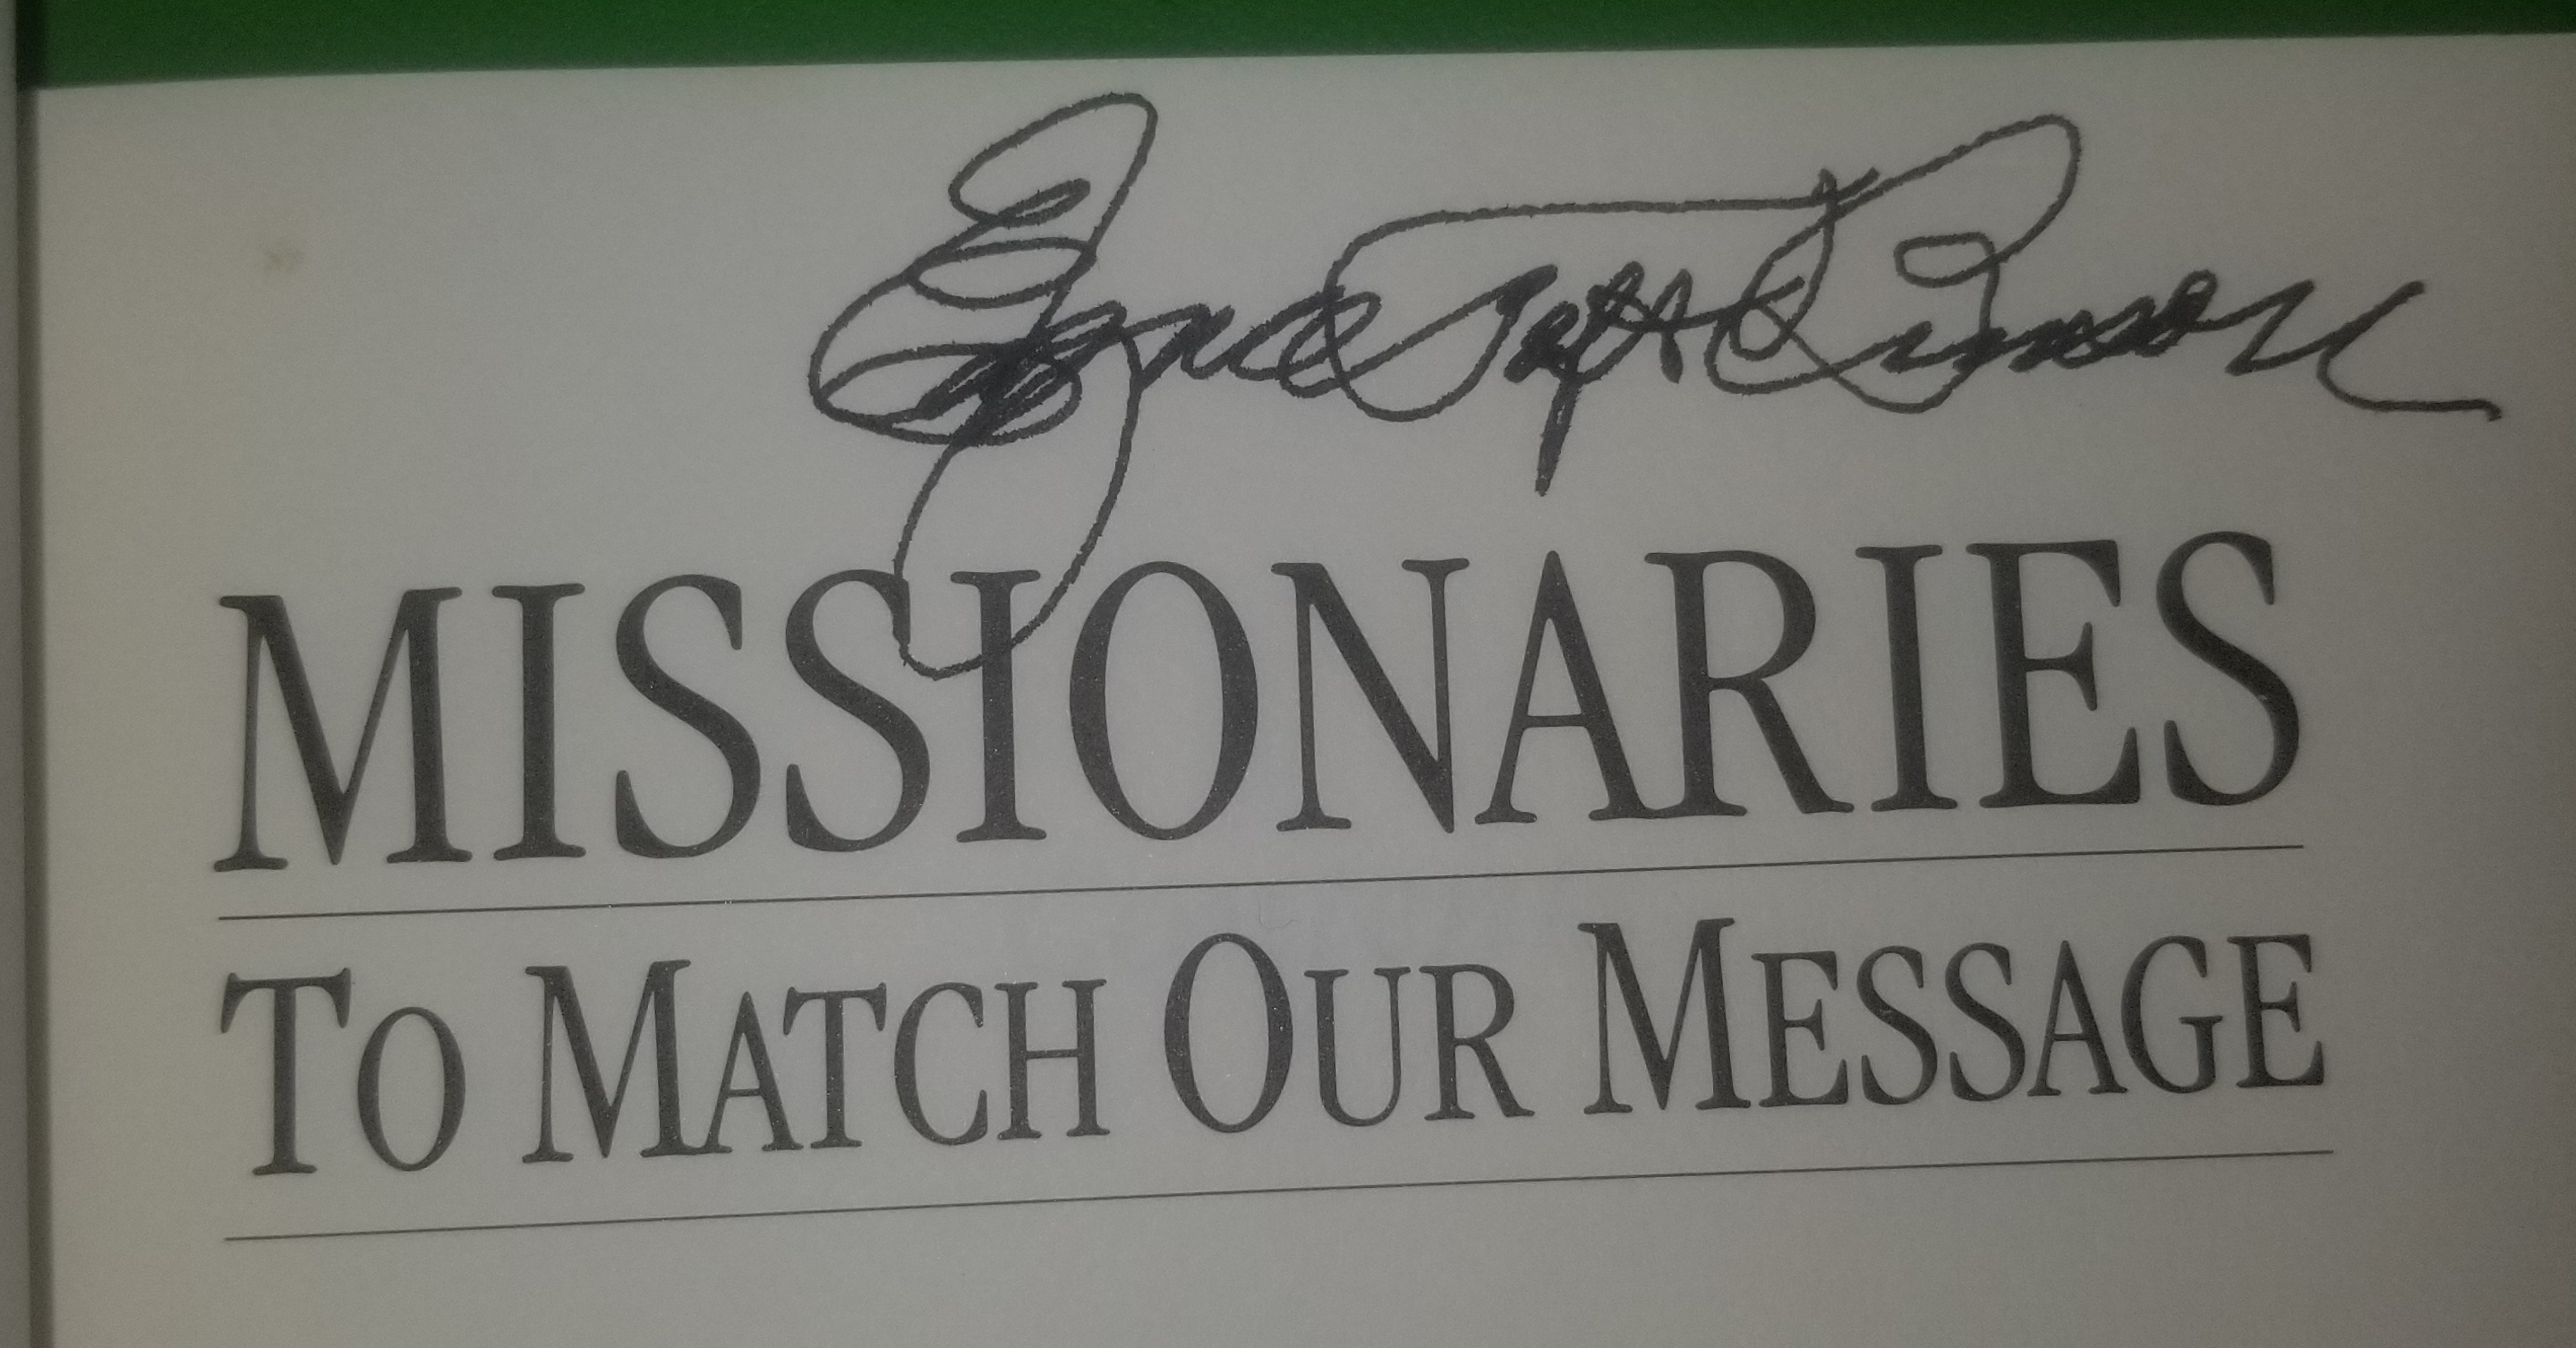 Ezra Taft Benson
MISSIONARIES
TO MATCH OUR MESSAGE